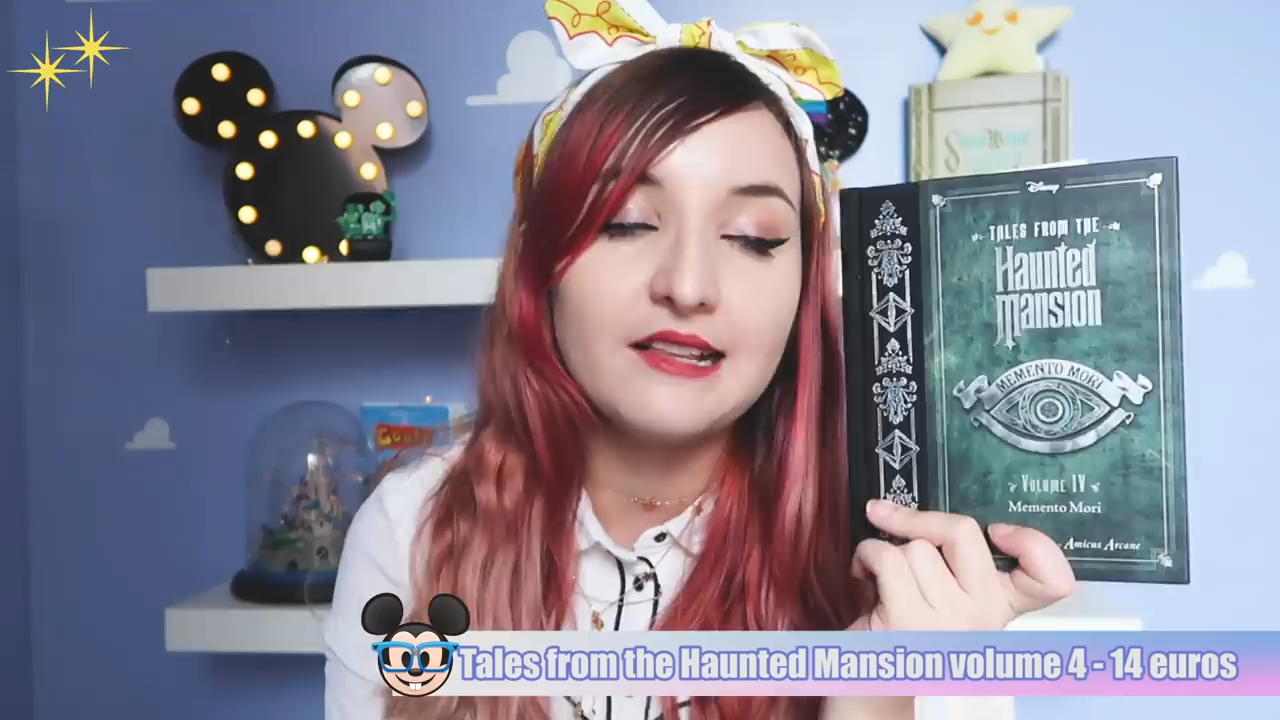 Disney
TALES FROM THE
Haunted
Mansion
MEMENTO MORI
VOLUME IV
Memento Mori
Amicus Arcane
Goofy
Tales from the Haunted Mansion volume 4 - 14 euros